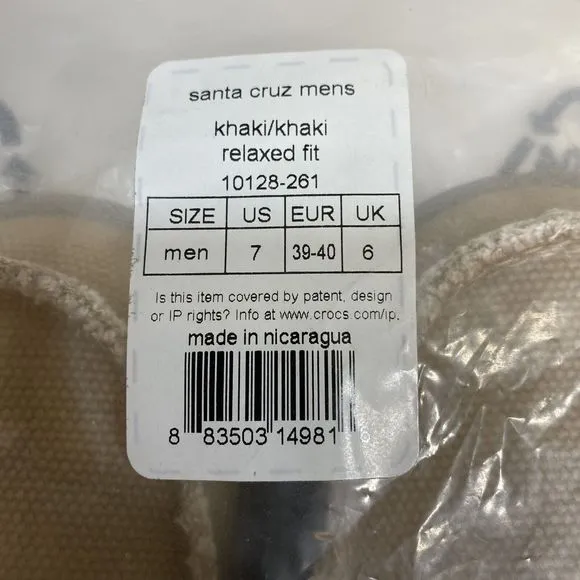 santa cruz mens
khaki/khaki
relaxed fit
10128-261
SIZE US EUR UK
men 7 39-40 6
Is this item covered by patent, design
or IP rights? Info at www.crocs.com/ip.
made in nicaragua
8 83503 14981 6